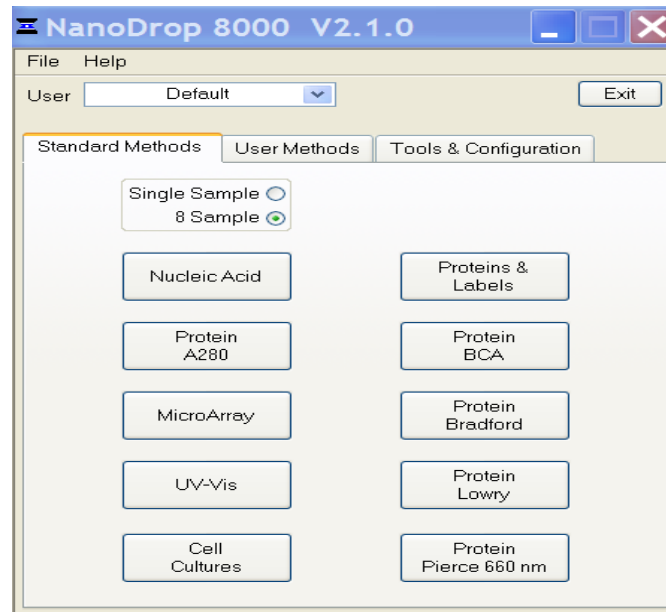 NanoDrop 8000 V2.1.0
File Help
User Default Exit
Standard Methods User Methods Tools & Configuration
Single Sample
8 Sample
Nucleic Acid
Proteins &
Labels
Protein
A280
Protein
BCA
MicroArray
Protein
Bradford
UV-Vis
Protein
Lowry
Cell
Cultures
Protein
Pierce 660 nm